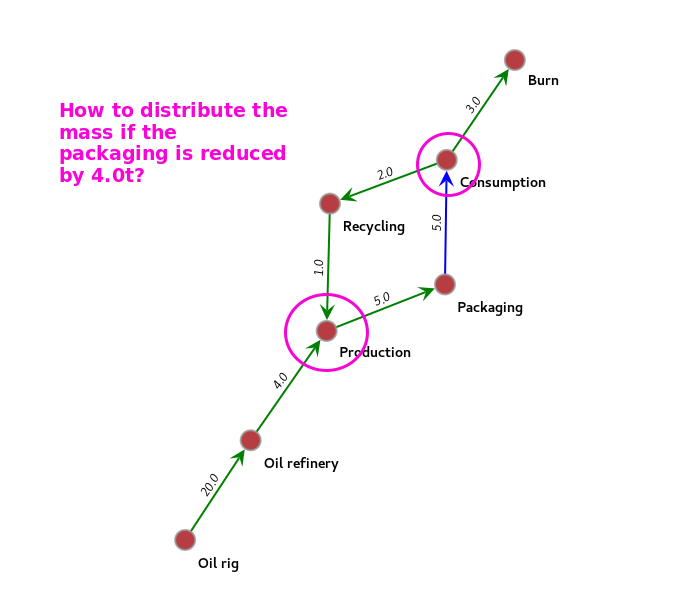 Burn
How to distribute the
mass if the
packaging is reduced
by 4.0t?
3.0
2.0
Consumption
Recycling
5.0
1.0
5.0
Packaging
Production
4.0
Oil refinery
20.0
Oil rig